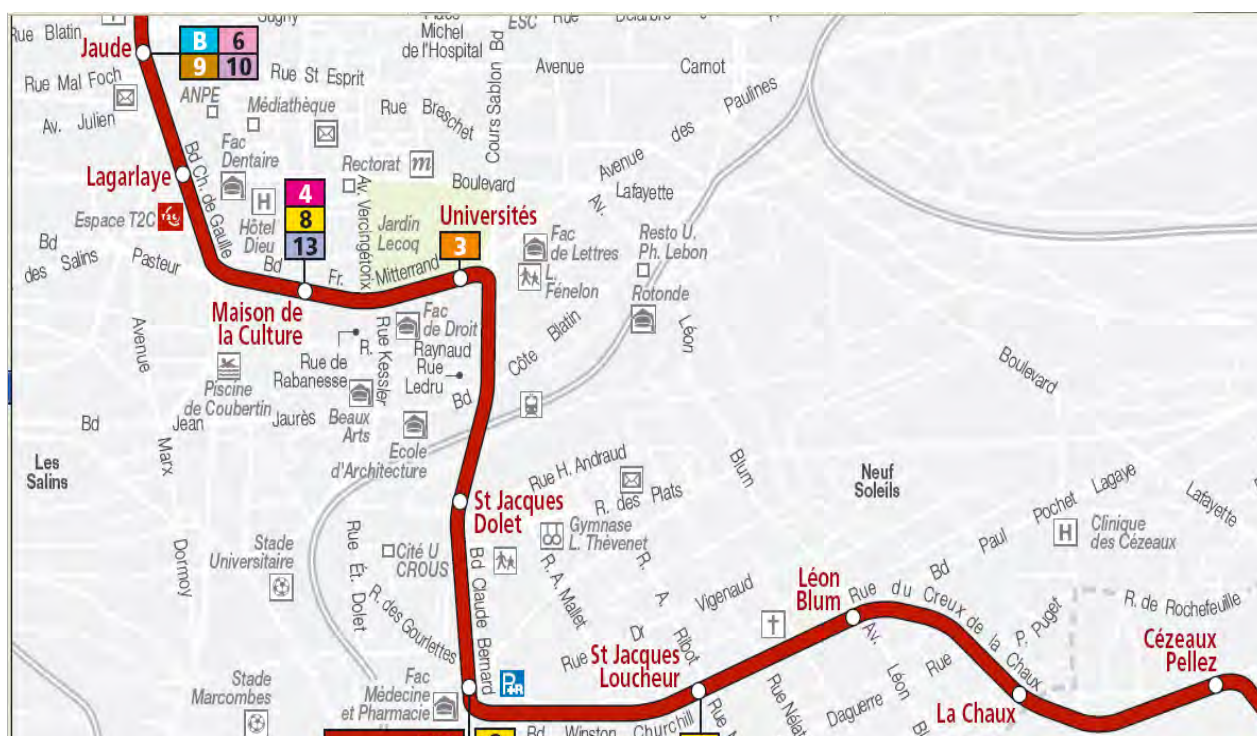 Rue Blatin
Michel
de l'Hospital
ESC
Rue
Jaude
B
6
9
10
Rue Mal Foch
Rue St Esprit
Avenue
Carnot
ANPE
Médiathèque
Rue Breschet
Cours Sablon Bd
Avenue des Paulines
Av. Julien
Fac
Dentaire
Rectorat
m
Boulevard
Av.
Lafayette
Lagarlaye
Bd Ch. de Gaulle
H
4
8
13
Av. Vercingétorix
Jardin
Lecoq
Universités
3
Espace T2C
Hôtel
Dieu
Fac
de Lettres
Resto U.
Ph. Lebon
Bd
des Salins
Pasteur
Bd
Fr.
Mitterrand
L.
Fénelon
Rotonde
Maison de
la Culture
Fac
de Droit
Côte Blatin
Léon
Avenue
R.
Raynaud
Rue Kessler
Rue de
Rabanesse
Rue
Ledru
Boulevard
Piscine
de Coubertin
Bd
Bd
Jean
Jaurès
Beaux
Arts
Ecole
d'Architecture
Marx
Les
Salins
Rue H. Andraud
Blum
Neuf
Soleils
St Jacques
Dolet
R. des Plats
Bd Paul Pochet Lagaye
Lafayette
Gymnase
L. Thévenet
H
Clinique
des Cézeaux
Stade
Universitaire
Rue Ét. Dolet
Cité U
CROUS
Dormoy
R. des Gourlettes
Bd Claude Bernard
R. A. Mallet
R. A. Ribot
Vigenaud
Léon
Blum
Rue du Creux de la Chaux
P. Puget
R. de Rochefeuille
Rue Dr
St Jacques
Loucheur
Av.
Léon
Rue
Daguerre
Cézeaux
Pellez
Stade
Marcombes
Fac
Médecine
et Pharmacie
P+R
La Chaux
Bd Winston Churchill